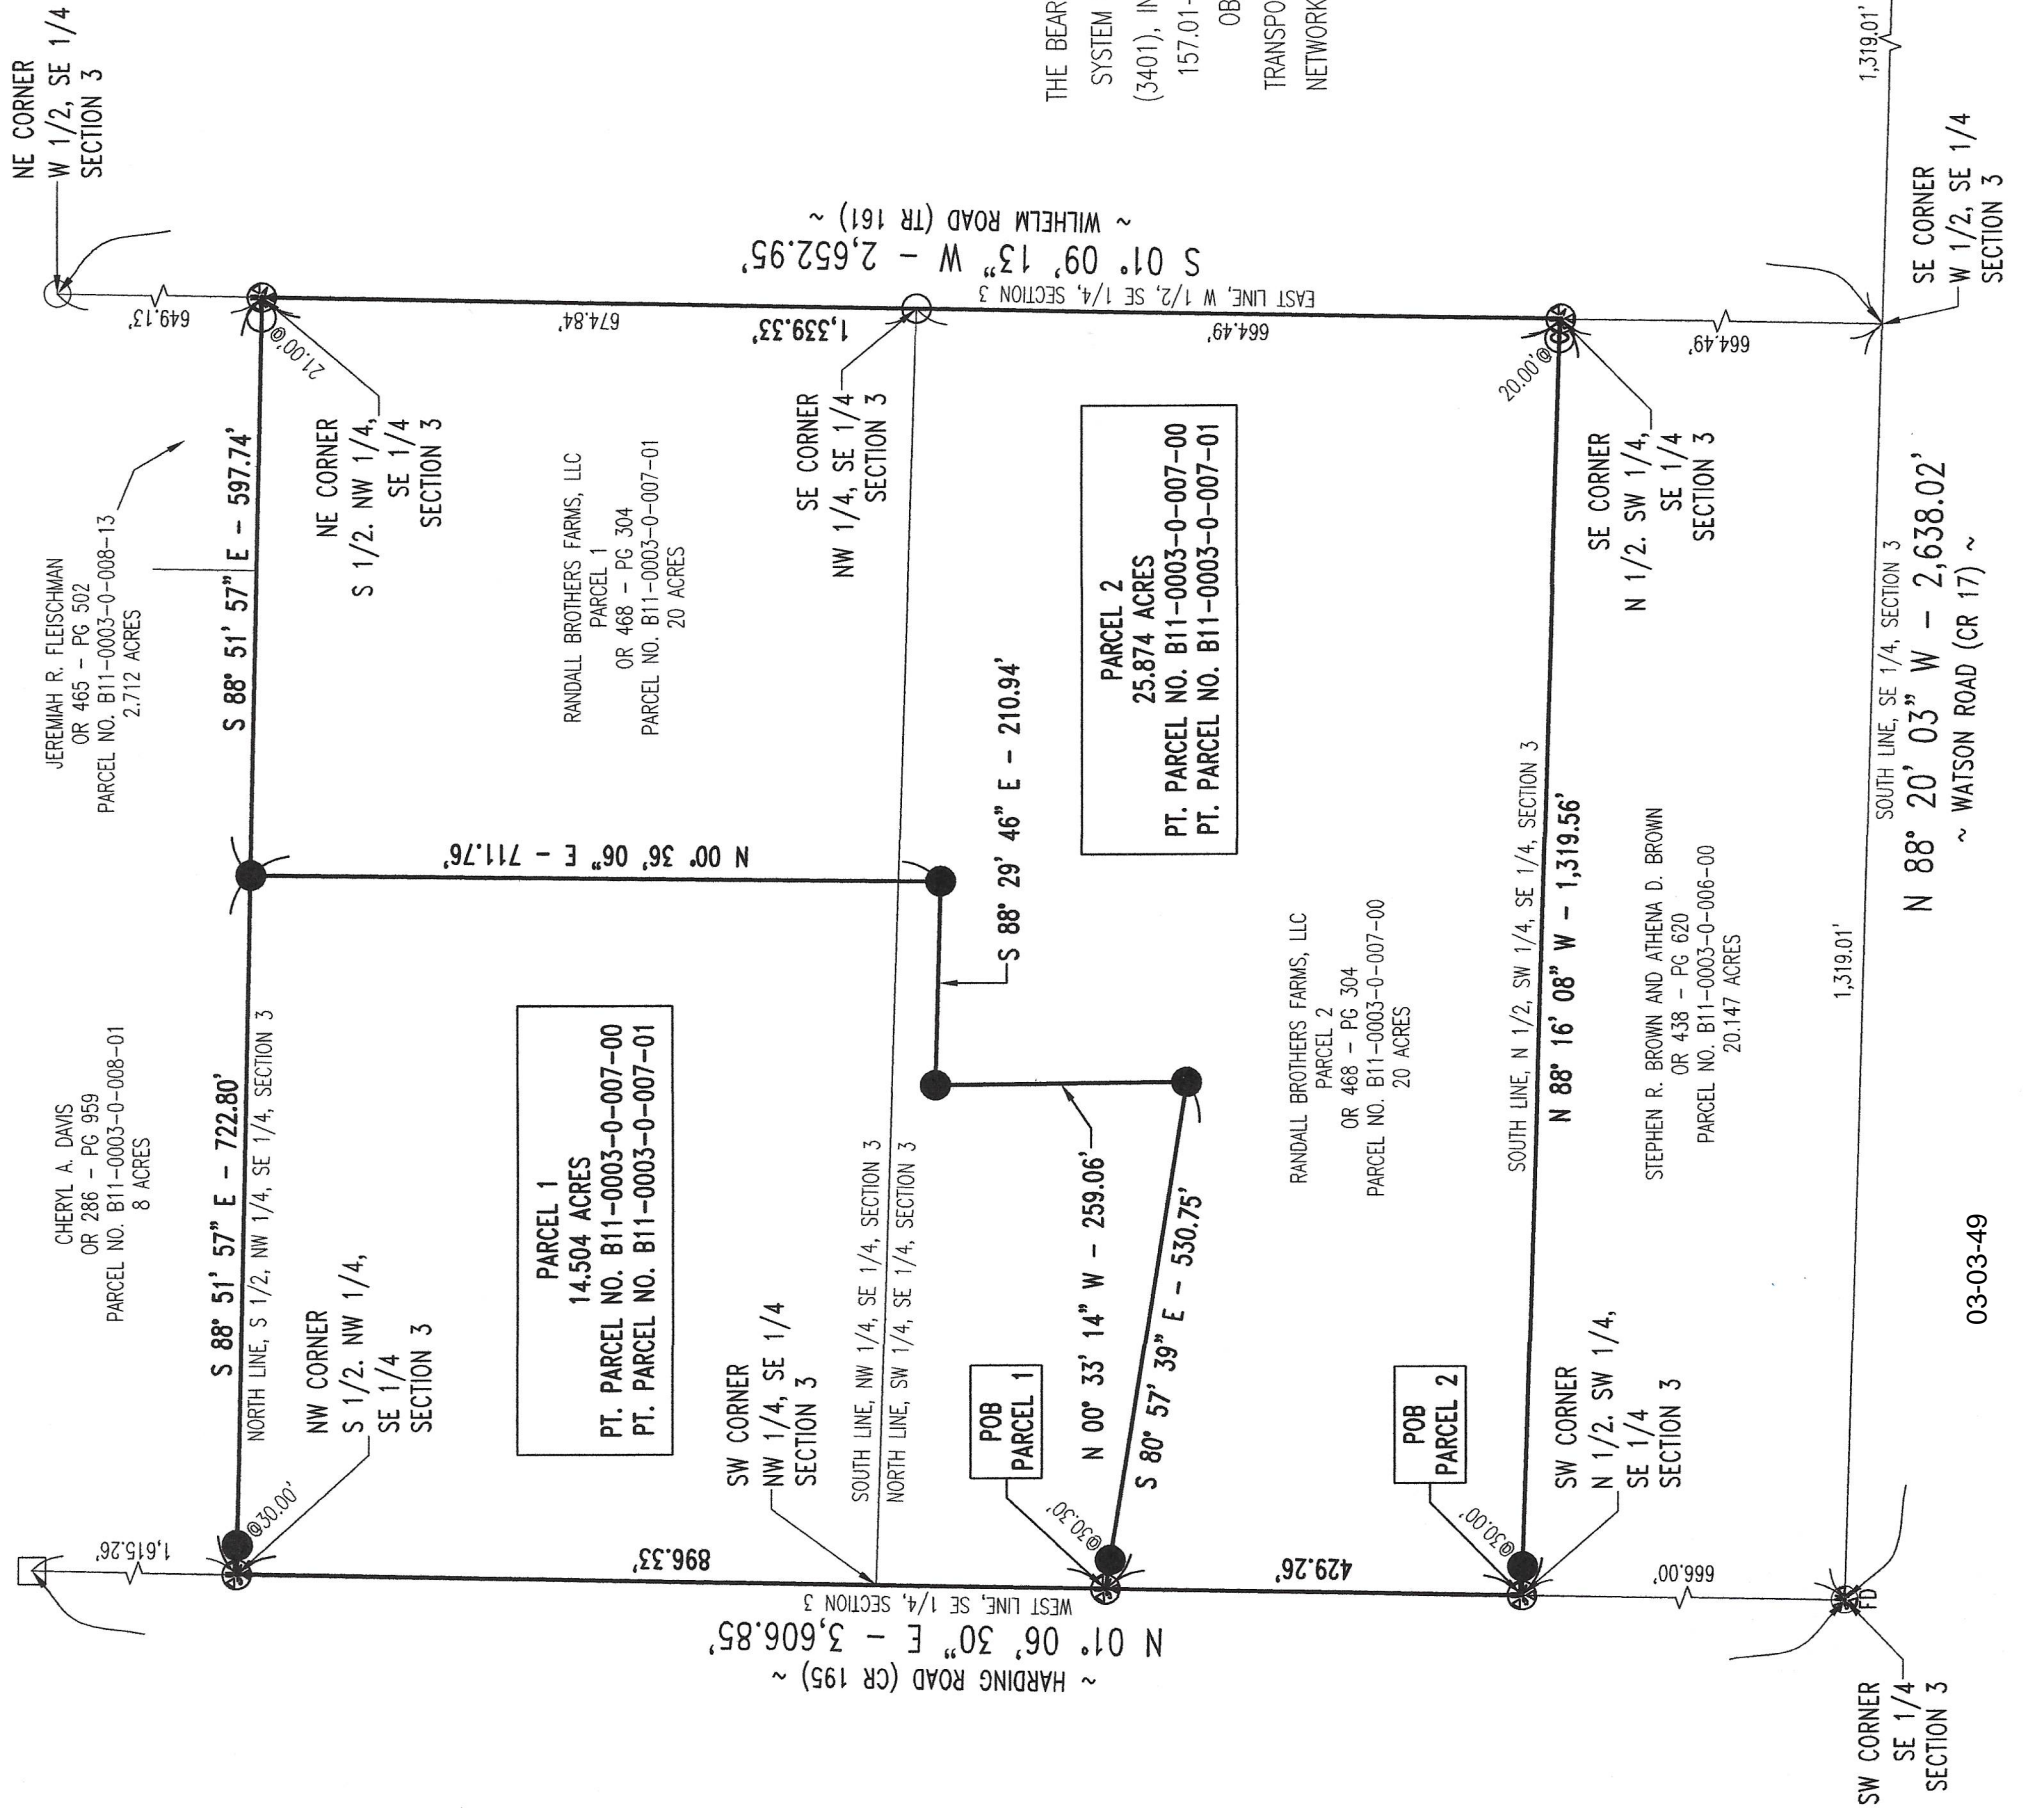 NE CORNER
W 1/2, SE 1/4
SECTION 3
THE BEAR
SYSTEM
(3401), IN
157.01-
OB
TRANSPO
NETWORK
1,319.01'
649.13'
~ WILHELM ROAD (TR 161) ~
S 01° 09' 13" W - 2,652.95'
EAST LINE, W 1/2, SE 1/4, SECTION 3
21.00'@
674.84'
1,339.33'
664.49'
20.00'@
664.49'
SE CORNER
W 1/2, SE 1/4
SECTION 3
JEREMIAH R. FLEISCHMAN
OR 465 - PG 502
PARCEL NO. B11-0003-0-008-13
2.712 ACRES
S 88° 51' 57" E - 597.74'
NE CORNER
S 1/2. NW 1/4,
SE 1/4
SECTION 3
RANDALL BROTHERS FARMS, LLC
PARCEL 1
OR 468 - PG 304
PARCEL NO. B11-0003-0-007-01
20 ACRES
SE CORNER
NW 1/4, SE 1/4
SECTION 3
PARCEL 2
25.874 ACRES
PT. PARCEL NO. B11-0003-0-007-00
PT. PARCEL NO. B11-0003-0-007-01
SE CORNER
N 1/2. SW 1/4,
SE 1/4
SECTION 3
N 00° 36' 06" E - 711.76'
S 88° 29' 46" E - 210.94'
CHERYL A. DAVIS
OR 286 - PG 959
PARCEL NO. B11-0003-0-008-01
8 ACRES
S 88° 51' 57" E - 722.80'
NORTH LINE, S 1/2, NW 1/4, SE 1/4, SECTION 3
NW CORNER
S 1/2. NW 1/4,
SE 1/4
SECTION 3
PARCEL 1
14.504 ACRES
PT. PARCEL NO. B11-0003-0-007-00
PT. PARCEL NO. B11-0003-0-007-01
SW CORNER
NW 1/4, SE 1/4
SECTION 3
SOUTH LINE, NW 1/4, SE 1/4, SECTION 3
NORTH LINE, SW 1/4, SE 1/4, SECTION 3
POB
PARCEL 1
N 00° 33' 14" W - 259.06'
S 80° 57' 39" E - 530.75'
RANDALL BROTHERS FARMS, LLC
PARCEL 2
OR 468 - PG 304
PARCEL NO. B11-0003-0-007-00
20 ACRES
POB
PARCEL 2
SOUTH LINE, N 1/2, SW 1/4, SE 1/4, SECTION 3
N 88° 16' 08" W - 1,319.56'
SW CORNER
N 1/2. SW 1/4,
SE 1/4
SECTION 3
STEPHEN R. BROWN AND ATHENA D. BROWN
OR 438 - PG 620
PARCEL NO. B11-0003-0-006-00
20.147 ACRES
1,319.01'
SOUTH LINE, SE 1/4, SECTION 3
N 88° 20' 03" W - 2,638.02'
~ WATSON ROAD (CR 17) ~
03-03-49
1,615.26'
@30.00'
896.33'
@30.30'
429.26'
@30.00'
666.00'
WEST LINE, SE 1/4, SECTION 3
N 01° 06' 30" E - 3,606.85'
~ HARDING ROAD (CR 195) ~
FD
SW CORNER
SE 1/4
SECTION 3